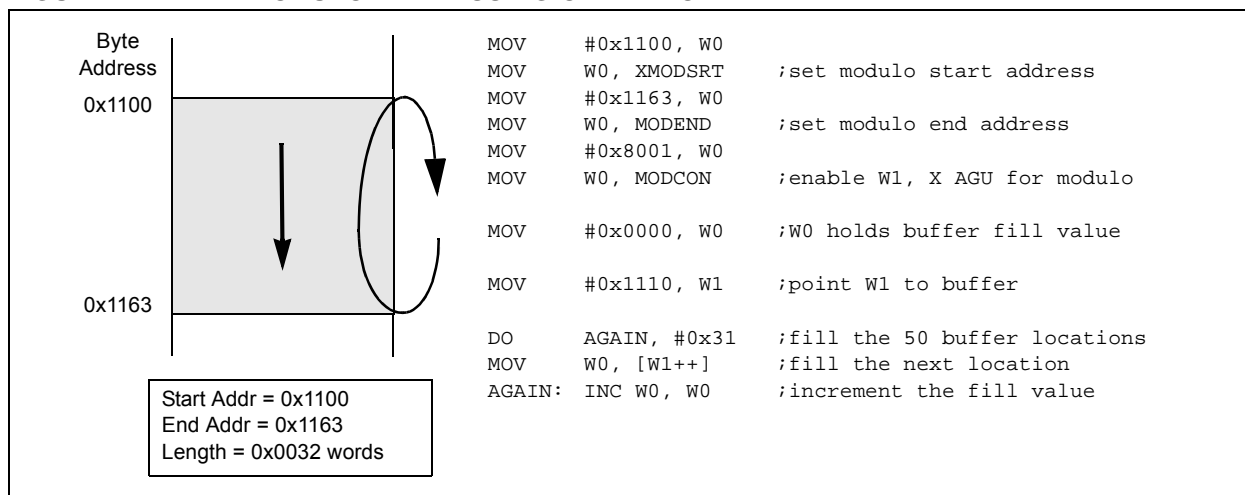 Byte
Address
0x1100
0x1163
Start Addr = 0x1100
End Addr = 0x1163
Length = 0x0032 words
MOV #0x1100, W0
MOV W0, XMODSRT ;set modulo start address
MOV #0x1163, W0
MOV W0, MODEND ;set modulo end address
MOV #0x8001, W0
MOV W0, MODCON ;enable W1, X AGU for modulo
MOV #0x0000, W0 ;W0 holds buffer fill value
MOV #0x1110, W1 ;point W1 to buffer
DO AGAIN, #0x31 ;fill the 50 buffer locations
MOV W0, [W1++] ;fill the next location
AGAIN: INC W0, W0 ;increment the fill value